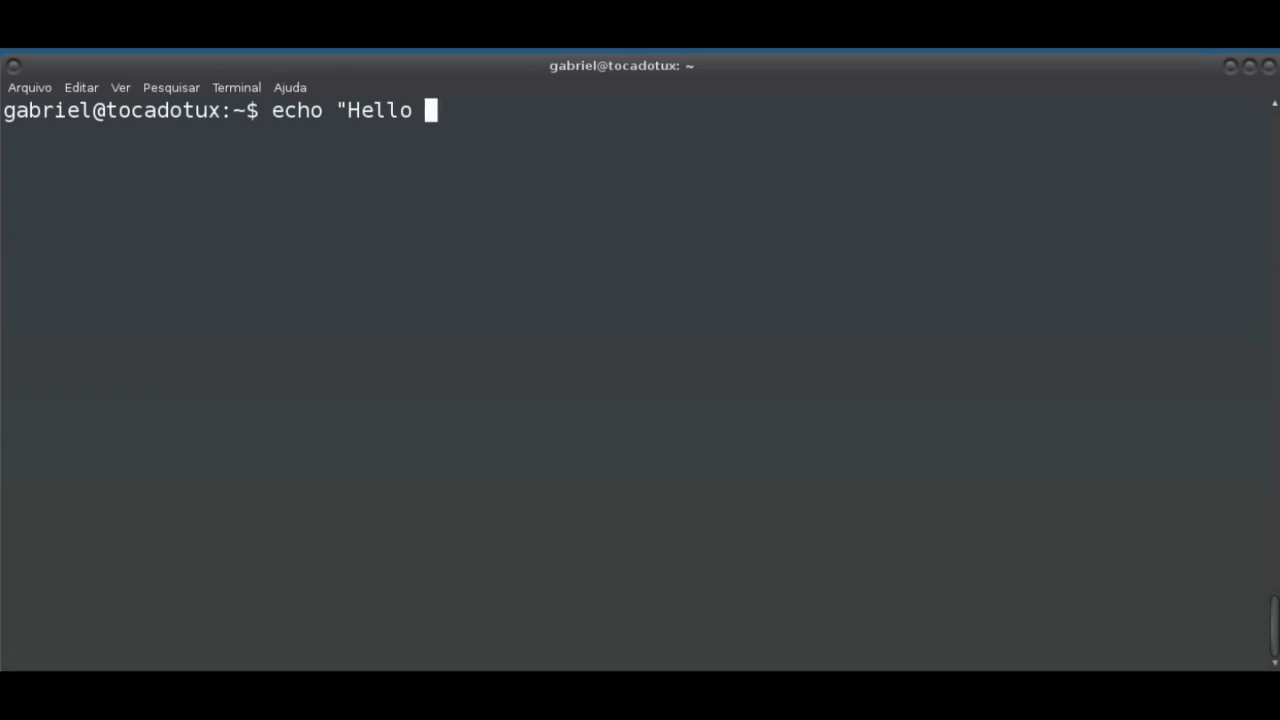 gabriel@tocadotux: ~
Arquivo Editar Ver Pesquisar Terminal Ajuda
gabriel@tocadotux:~$ echo "Hello